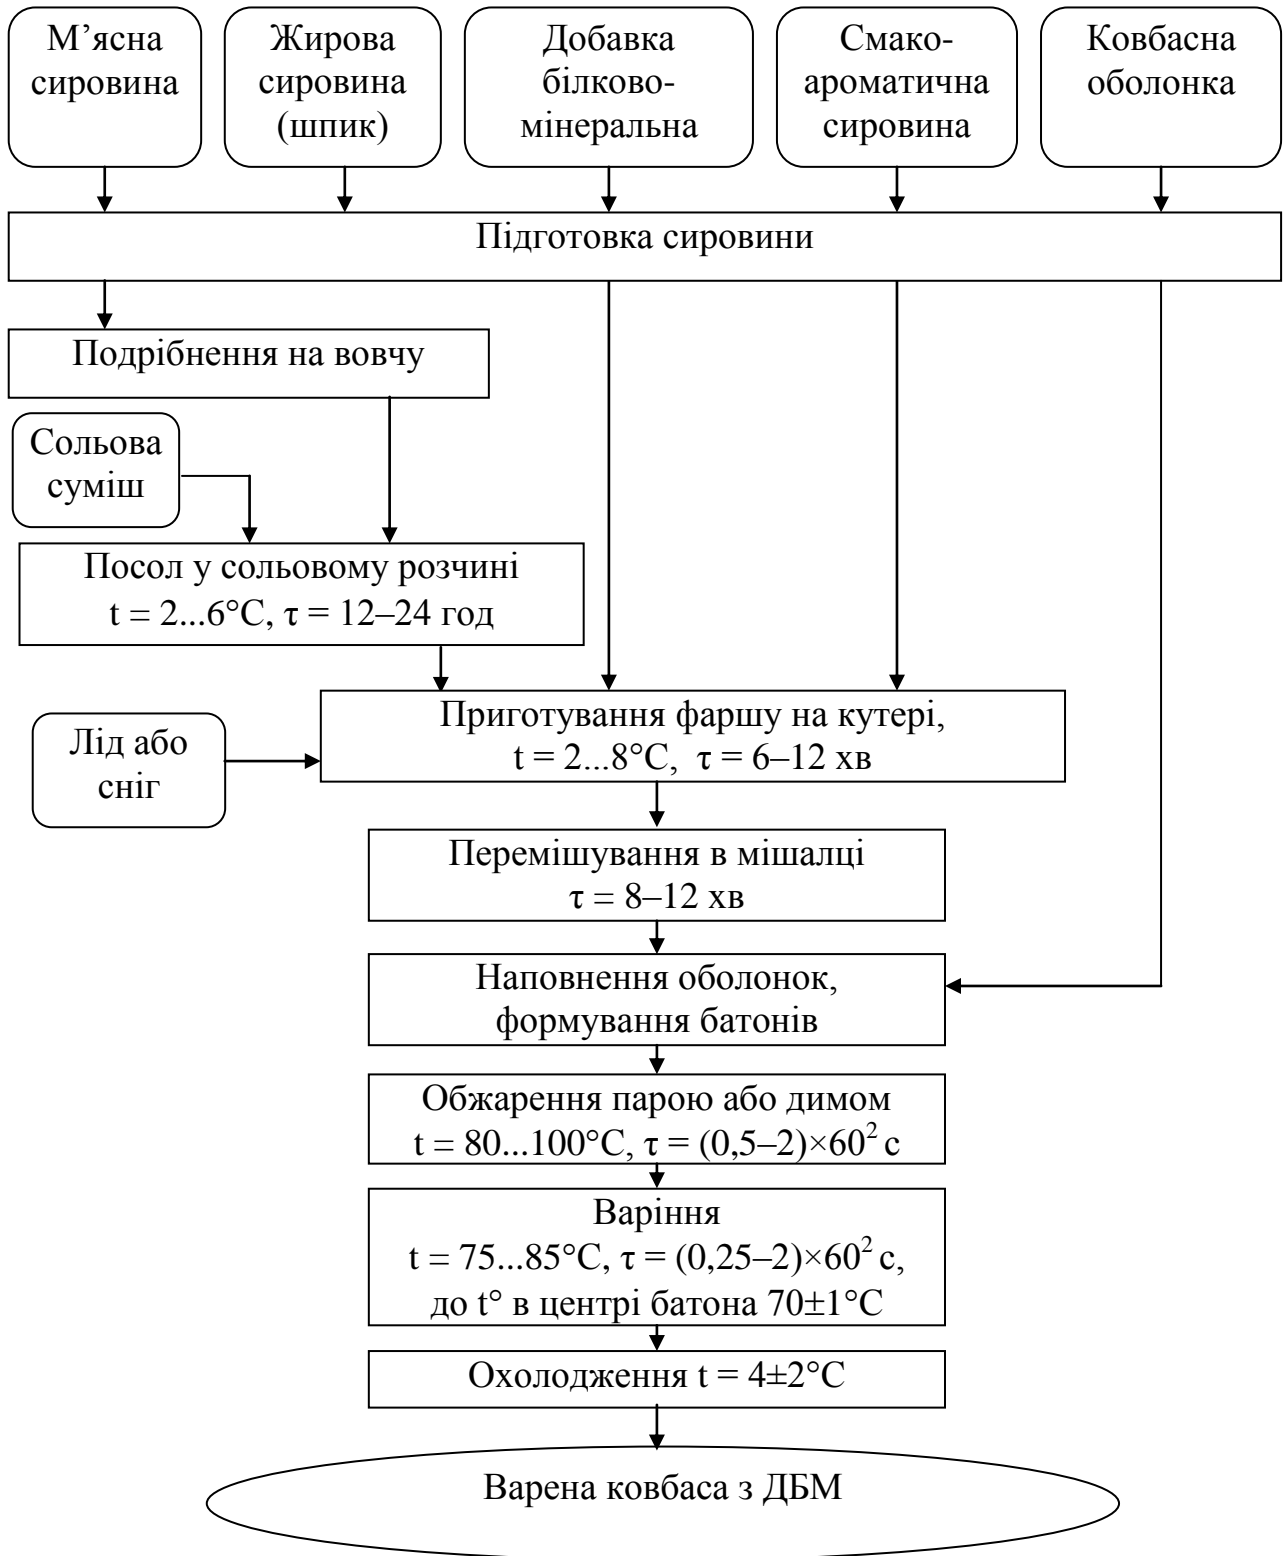 М’ясна
сировина
Жирова
сировина
(шпик)
Добавка
білково-
мінеральна
Смако-
ароматична
сировина
Ковбасна
оболонка
Підготовка сировини
Подрібнення на вовчу
Сольова
суміш
Посол у сольовому розчині
t = 2...6°С, τ = 12–24 год
Приготування фаршу на кутері,
t = 2...8°С, τ = 6–12 хв
Лід або
сніг
Перемішування в мішалці
τ = 8–12 хв
Наповнення оболонок,
формування батонів
Обжарення парою або димом
t = 80...100°С, τ = (0,5–2)×60² с
Варіння
t = 75...85°С, τ = (0,25–2)×60² с,
до t° в центрі батона 70±1°С
Охолодження t = 4±2°С
Варена ковбаса з ДБМ